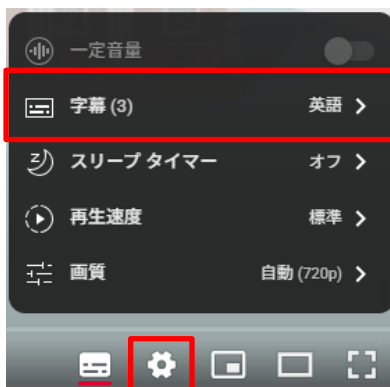 一定音量
字幕 (3) 英語
スリープ タイマー オフ
再生速度 標準
画質 自動 (720p)